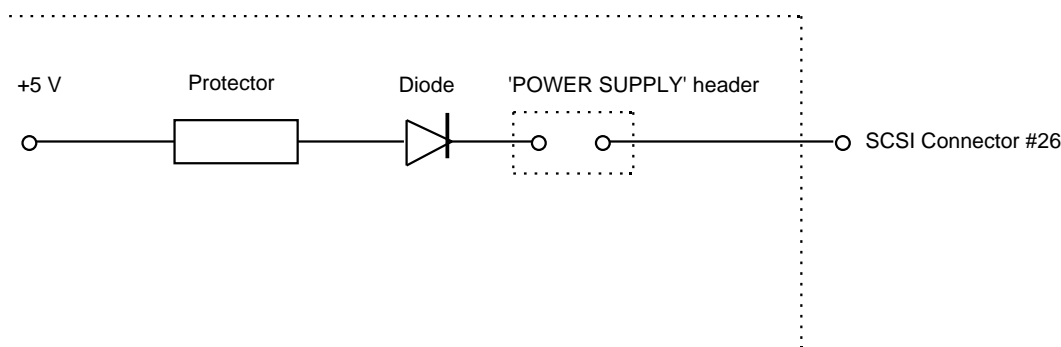 +5 V
Protector
Diode
'POWER SUPPLY' header
SCSI Connector #26